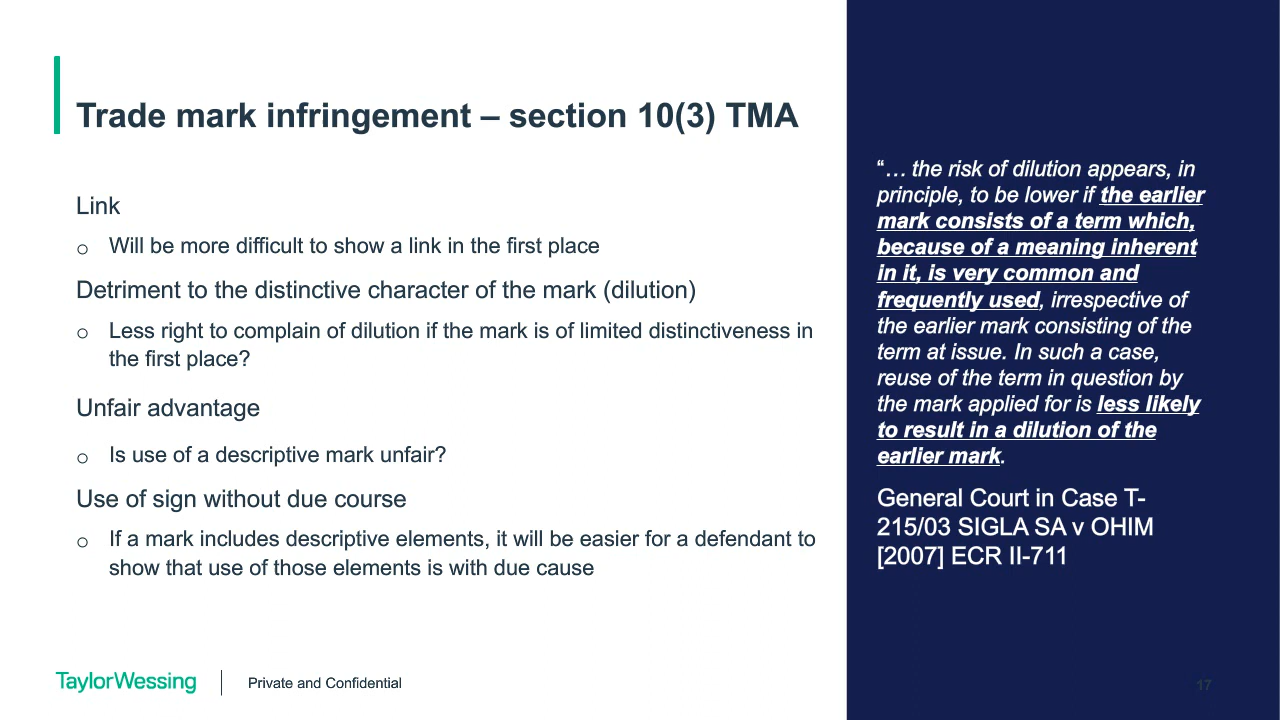 Trade mark infringement – section 10(3) TMA
Link
o Will be more difficult to show a link in the first place
Detriment to the distinctive character of the mark (dilution)
o Less right to complain of dilution if the mark is of limited distinctiveness in
the first place?
Unfair advantage
o Is use of a descriptive mark unfair?
Use of sign without due course
o If a mark includes descriptive elements, it will be easier for a defendant to
show that use of those elements is with due cause
“… the risk of dilution appears, in
principle, to be lower if the earlier
mark consists of a term which,
because of a meaning inherent
in it, is very common and
frequently used, irrespective of
the earlier mark consisting of the
term at issue. In such a case,
reuse of the term in question by
the mark applied for is less likely
to result in a dilution of the
earlier mark.
General Court in Case T-
215/03 SIGLA SA v OHIM
[2007] ECR II-711
TaylorWessing
Private and Confidential
17